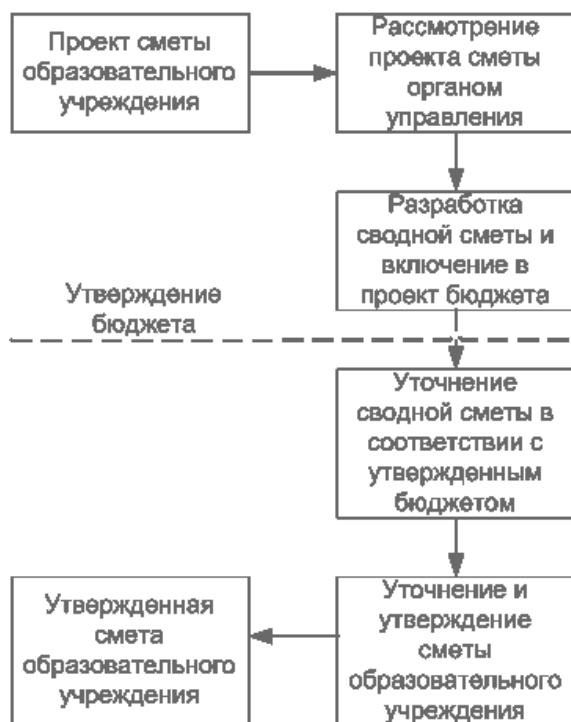 Проект сметы
образовательного
учреждения
Рассмотрение
проекта сметы
органом
управления
Разработка
сводной сметы и
включение в
проект бюджета
Утверждение
бюджета
Уточнение
сводной сметы в
соответствии с
утвержденным
бюджетом
Уточнение и
утверждение
сметы
образовательного
учреждения
Утвержденная
смета
образовательного
учреждения